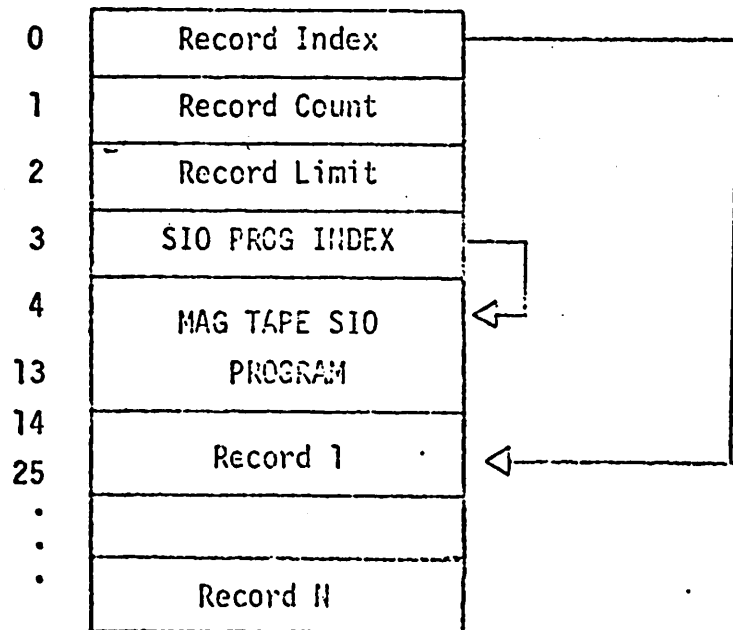 0 Record Index
1 Record Count
2 Record Limit
3 SIO PROG INDEX
4 MAG TAPE SIO
13 PROGRAM
14
Record 1
25
Record N